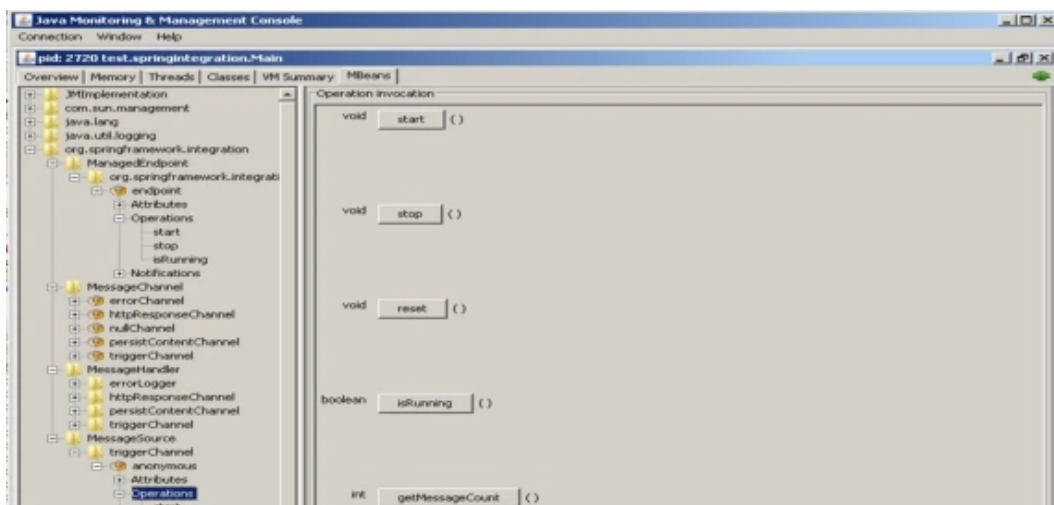 Java Monitoring & Management Console
Connection Window Help
pid: 2720 test.springintegration.Main
Overview Memory Threads Classes VM Summary MBeans
JMImplementation
com.sun.management
java.lang
java.util.logging
org.springframework.integration
ManagedEndpoint
org.springframework.integrati
endpoint
Attributes
Operations
start
stop
isRunning
Notifications
MessageChannel
errorChannel
httpResponseChannel
nullChannel
persistContentChannel
triggerChannel
MessageHandler
errorLogger
httpResponseChannel
persistContentChannel
triggerChannel
MessageSource
triggerChannel
anonymous
Attributes
Operations
Operation invocation
void start ()
void stop ()
void reset ()
boolean isRunning ()
int getMessageCount ()